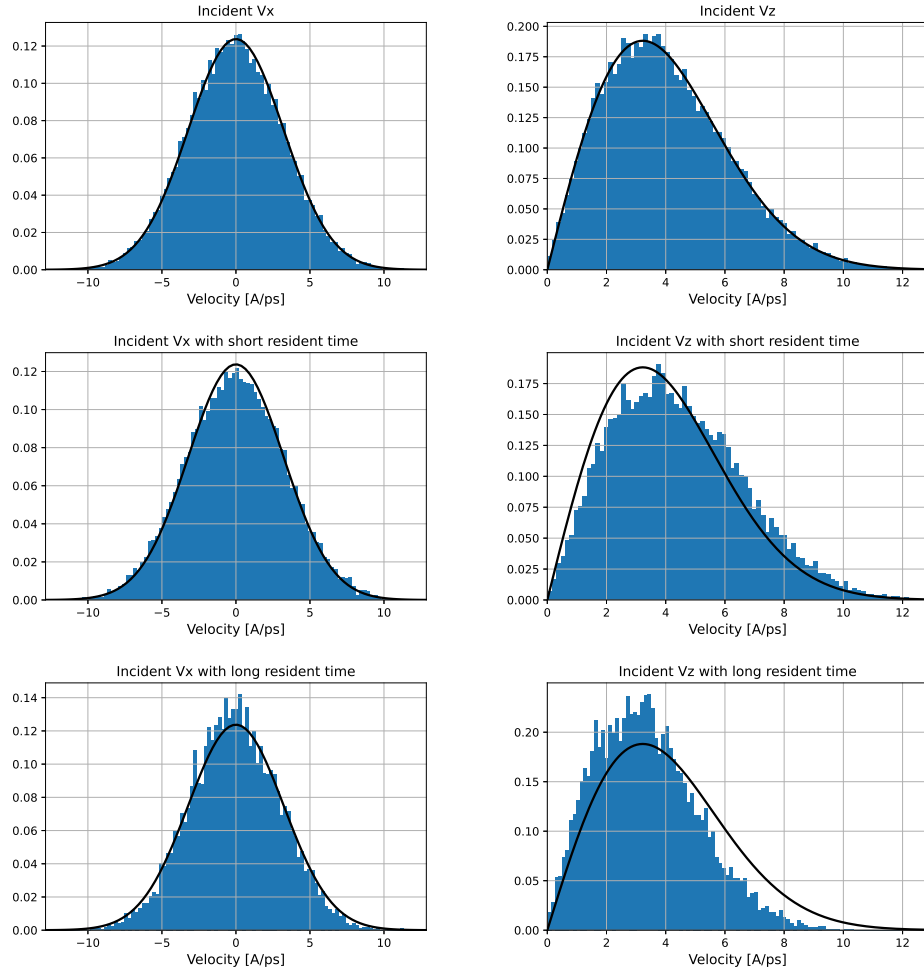 Incident Vx
0.12
0.10
0.08
0.06
0.04
0.02
0.00
−10 −5 0 5 10
Velocity [A/ps]
Incident Vz
0.200
0.175
0.150
0.125
0.100
0.075
0.050
0.025
0.000
0 2 4 6 8 10 12
Velocity [A/ps]
Incident Vx with short resident time
0.12
0.10
0.08
0.06
0.04
0.02
0.00
−10 −5 0 5 10
Velocity [A/ps]
Incident Vz with short resident time
0.175
0.150
0.125
0.100
0.075
0.050
0.025
0.000
0 2 4 6 8 10 12
Velocity [A/ps]
Incident Vx with long resident time
0.14
0.12
0.10
0.08
0.06
0.04
0.02
0.00
−10 −5 0 5 10
Velocity [A/ps]
Incident Vz with long resident time
0.20
0.15
0.10
0.05
0.00
0 2 4 6 8 10 12
Velocity [A/ps]